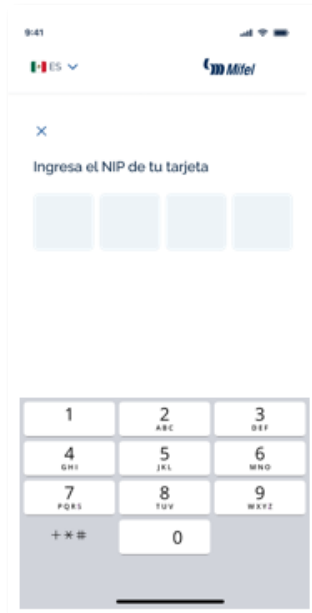 9:41
ES
Mifel
×
Ingresa el NIP de tu tarjeta
1 2 3
ABC DEF
4 5 6
GHI JKL MNO
7 8 9
PQRS TUV WXYZ
+*# 0